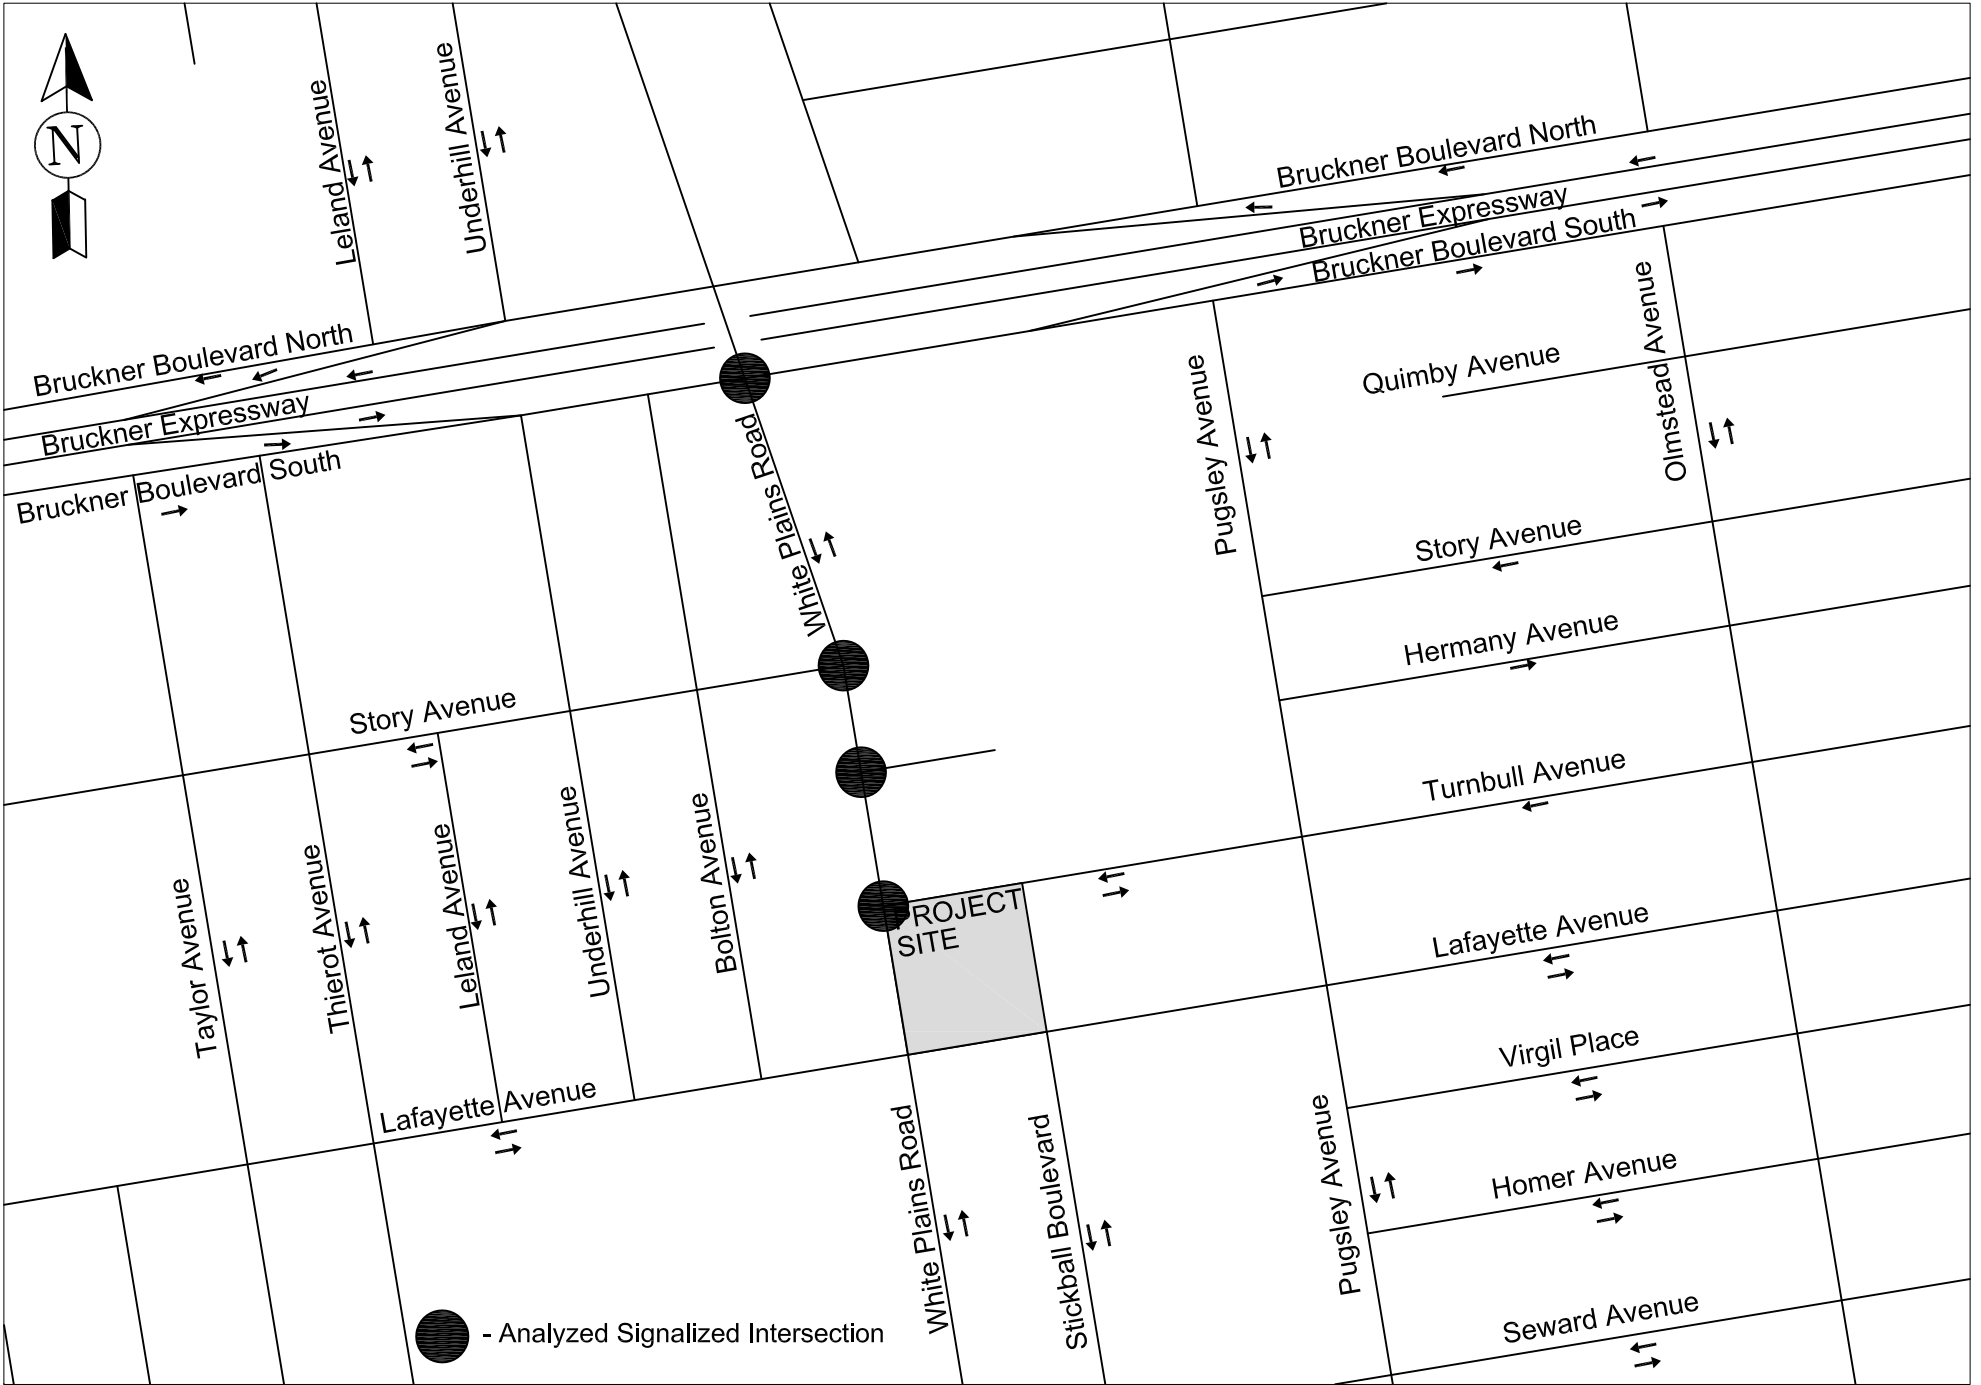 N
Leland Avenue
Underhill Avenue
Bruckner Boulevard North
Bruckner Expressway
Bruckner Boulevard South
Bruckner Boulevard North
Bruckner Expressway
Bruckner Boulevard South
White Plains Road
Pugsley Avenue
Olmstead Avenue
Quimby Avenue
Story Avenue
Hermany Avenue
Story Avenue
Turnbull Avenue
Taylor Avenue
Thierot Avenue
Leland Avenue
Underhill Avenue
Bolton Avenue
PROJECT
SITE
Lafayette Avenue
Virgil Place
Lafayette Avenue
White Plains Road
Stickball Boulevard
Pugsley Avenue
Homer Avenue
Seward Avenue
- Analyzed Signalized Intersection